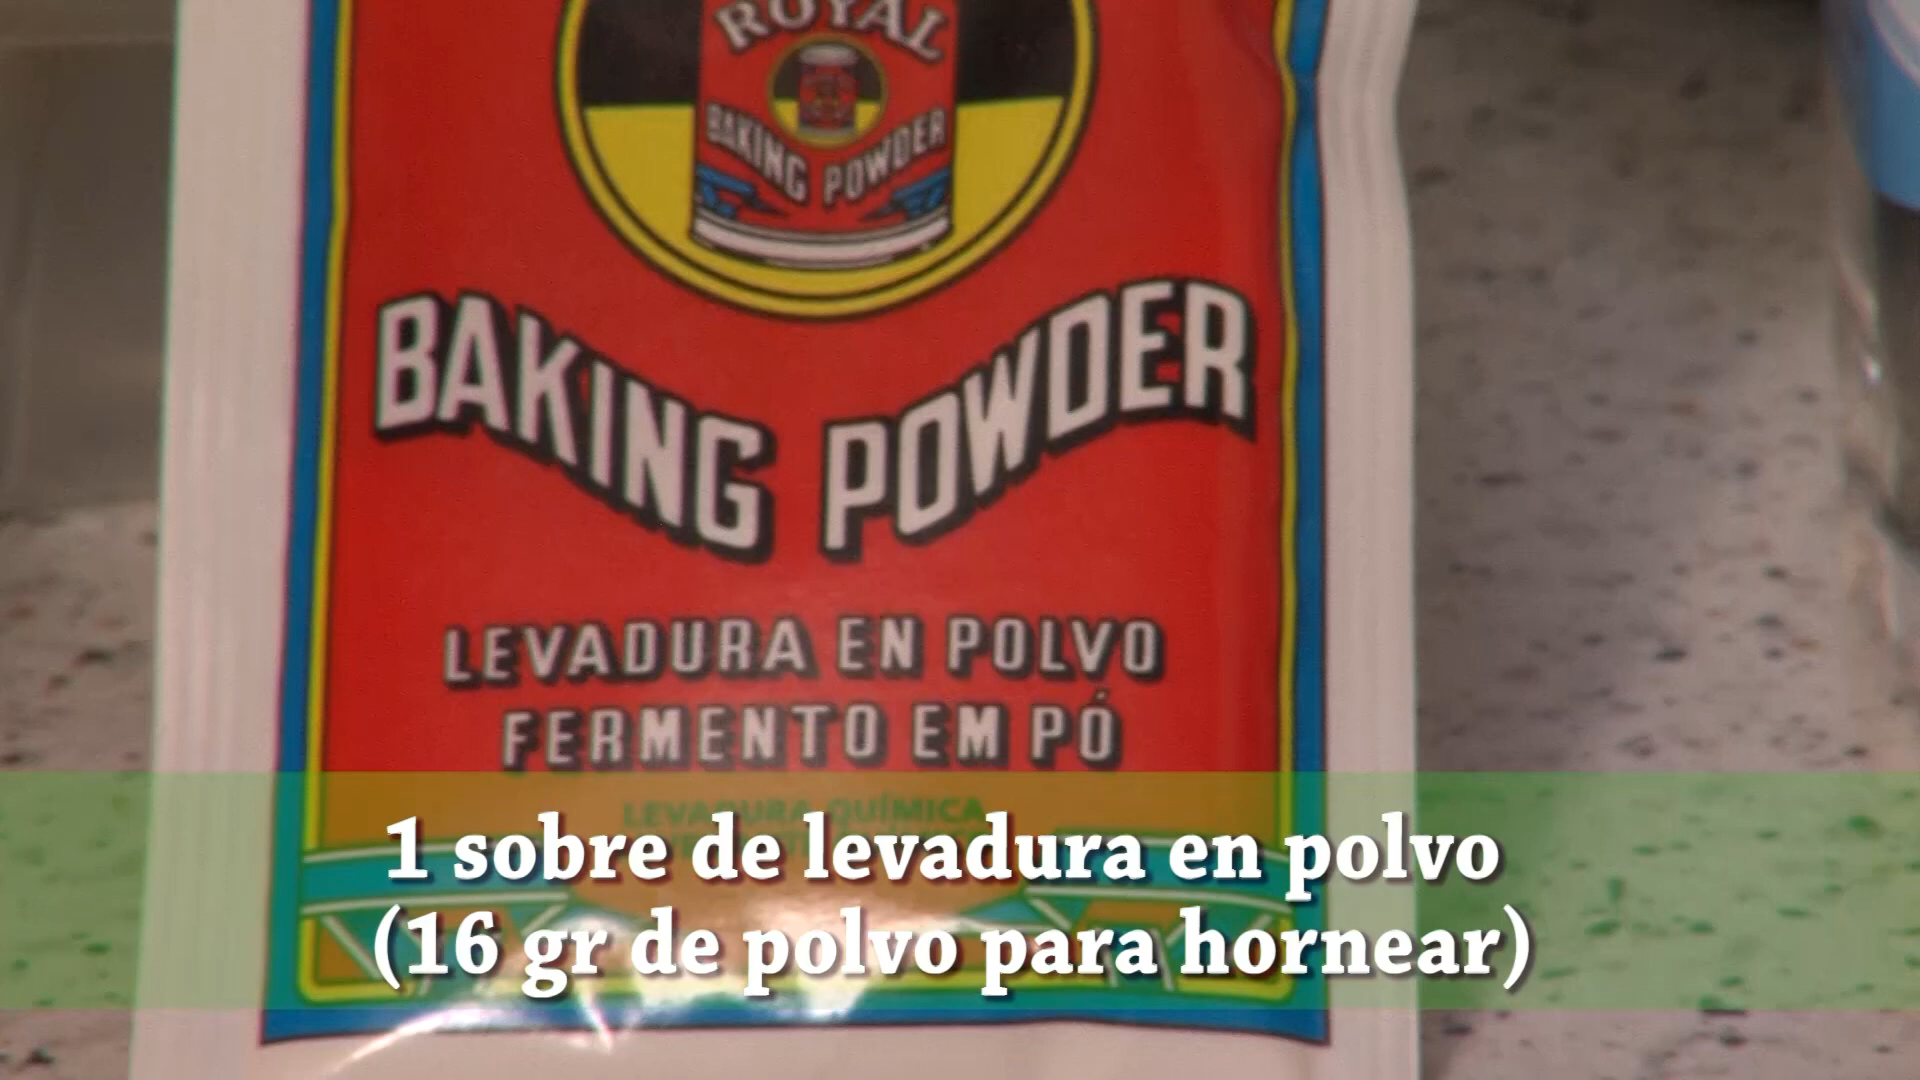 ROYAL
BAKING POWDER
BAKING POWDER
LEVADURA EN POLVO
FERMENTO EM PÓ
LEVADURA QUÍMICA
1 sobre de levadura en polvo
(16 gr de polvo para hornear)